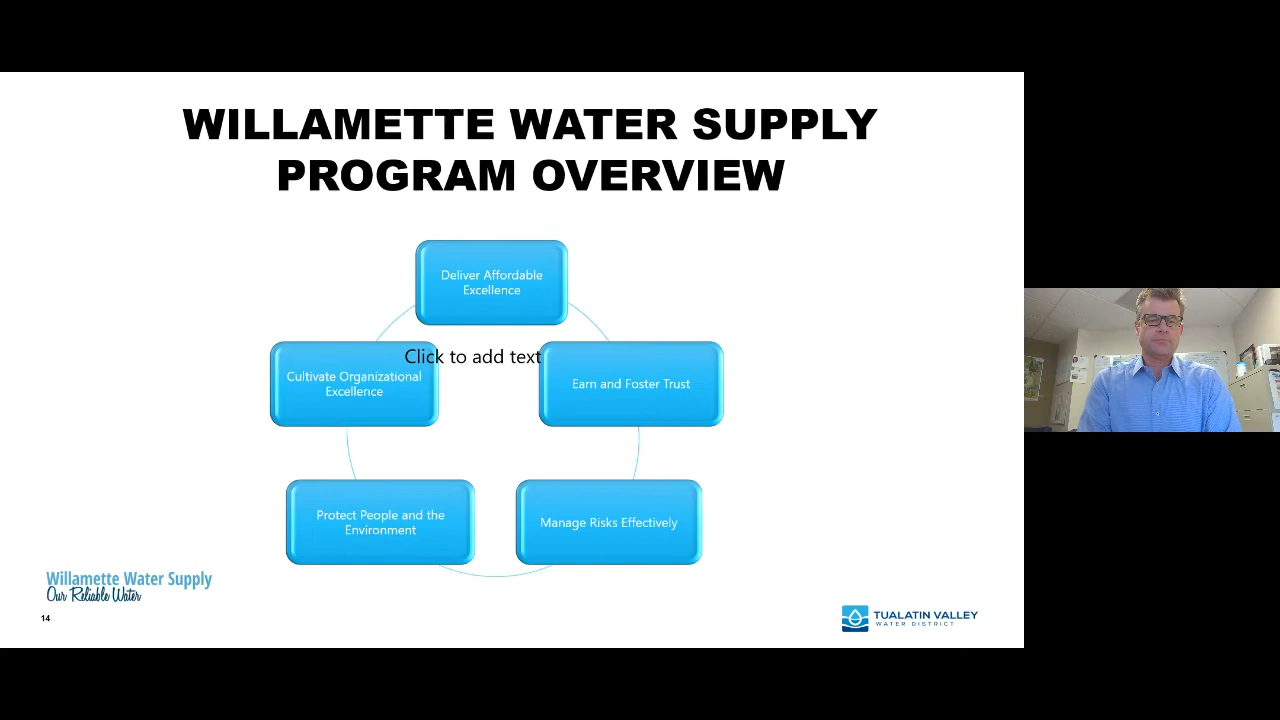 WILLAMETTE WATER SUPPLY
PROGRAM OVERVIEW
Deliver Affordable
Excellence
Click to add text
Cultivate Organizational
Excellence
Earn and Foster Trust
Protect People and the
Environment
Manage Risks Effectively
Willamette Water Supply
Our Reliable Water
14
TUALATIN VALLEY
WATER DISTRICT